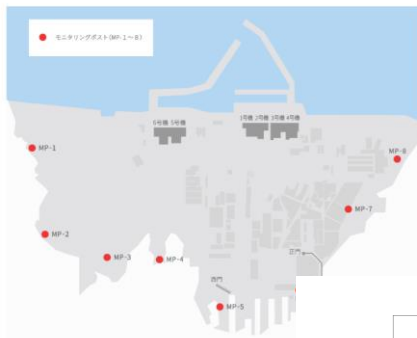 モニタリングポスト(MP-1～8)
6号機 5号機
1号機 2号機 3号機 4号機
MP-1
MP-8
MP-7
MP-2
MP-3
MP-4
正門
西門
MP-5